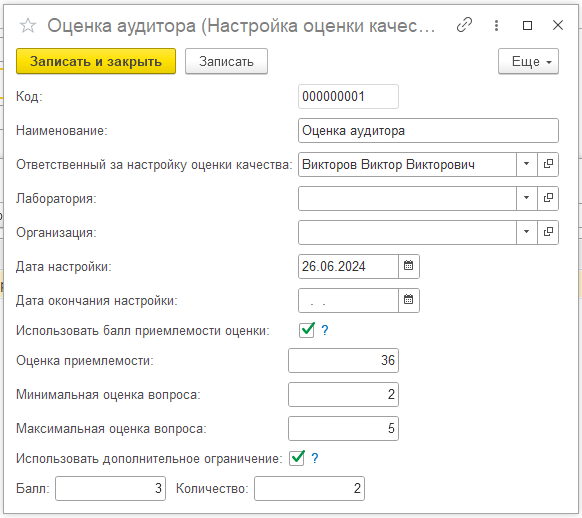 Оценка аудитора (Настройка оценки качес...
Записать и закрыть Записать Еще
Код: 000000001
Наименование: Оценка аудитора
Ответственный за настройку оценки качества: Викторов Виктор Викторович
Лаборатория:
Организация:
Дата настройки: 26.06.2024
Дата окончания настройки: . .
Использовать балл приемлемости оценки: ?
Оценка приемлемости: 36
Минимальная оценка вопроса: 2
Максимальная оценка вопроса: 5
Использовать дополнительное ограничение: ?
Балл: 3 Количество: 2